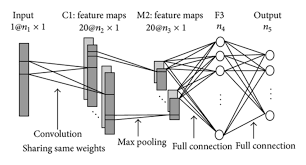 Input
C1: feature maps
M2: feature maps
F3
Output
1@n₁ × 1
20@n₂ × 1
20@n₃ × 1
n₄
n₅
Convolution
Max pooling
Full connection
Full connection
Sharing same weights